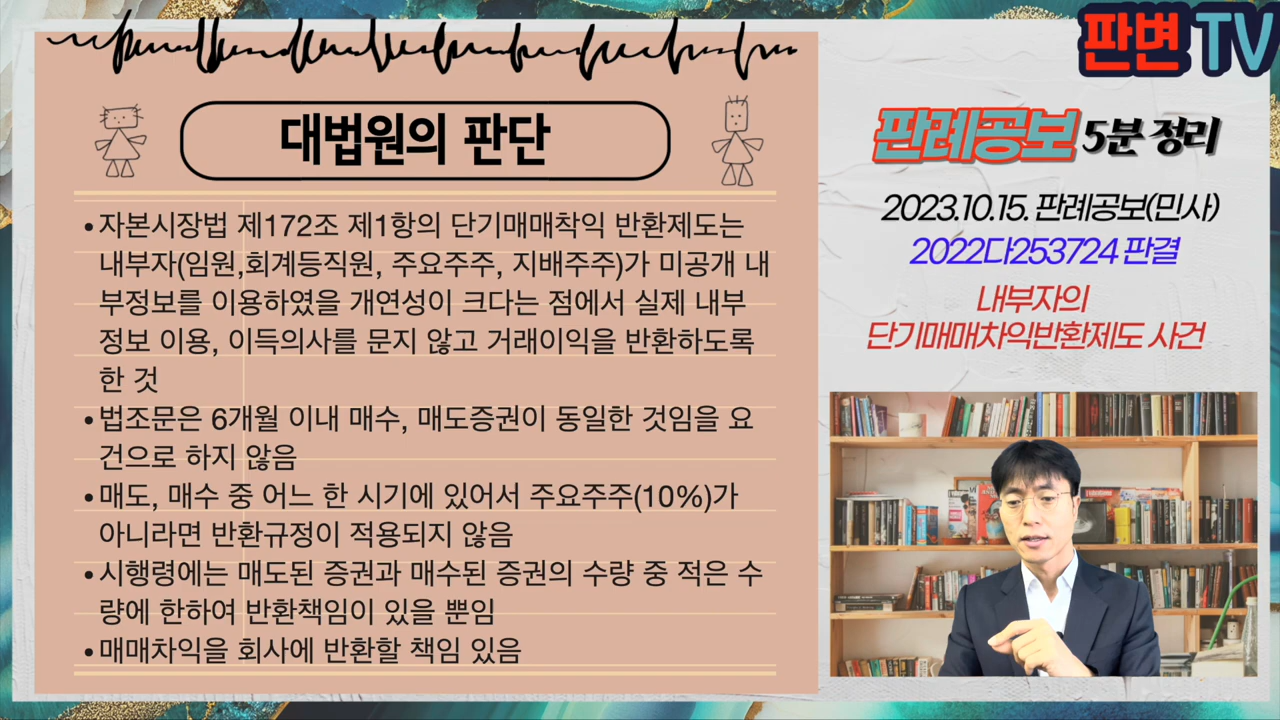 판변 TV
대법원의 판단
•자본시장법 제172조 제1항의 단기매매착익 반환제도는
내부자(임원,회계등직원, 주요주주, 지배주주)가 미공개 내
부정보를 이용하였을 개연성이 크다는 점에서 실제 내부
정보 이용, 이득의사를 문지 않고 거래이익을 반환하도록
한 것
•법조문은 6개월 이내 매수, 매도증권이 동일한 것임을 요
건으로 하지 않음
•매도, 매수 중 어느 한 시기에 있어서 주요주주(10%)가
아니라면 반환규정이 적용되지 않음
•시행령에는 매도된 증권과 매수된 증권의 수량 중 적은 수
량에 한하여 반환책임이 있을 뿐임
•매매차익을 회사에 반환할 책임 있음
판례공보 5분 정리
2023.10.15. 판례공보(민사)
2022다253724 판결
내부자의
단기매매차익반환제도 사건